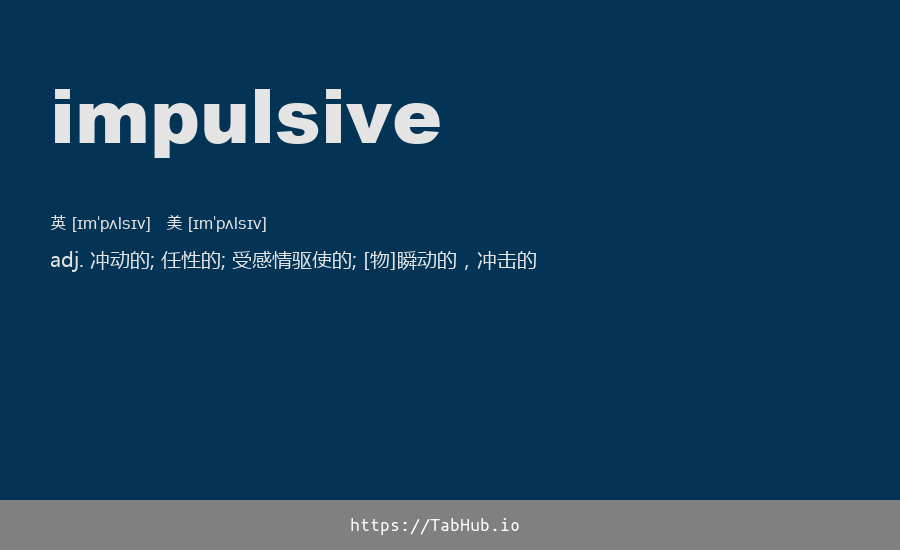 impulsive
英 [ɪmˈpʌlsɪv] 美 [ɪmˈpʌlsɪv]
adj. 冲动的; 任性的; 受感情驱使的; [物]瞬动的，冲击的
https://TabHub.io